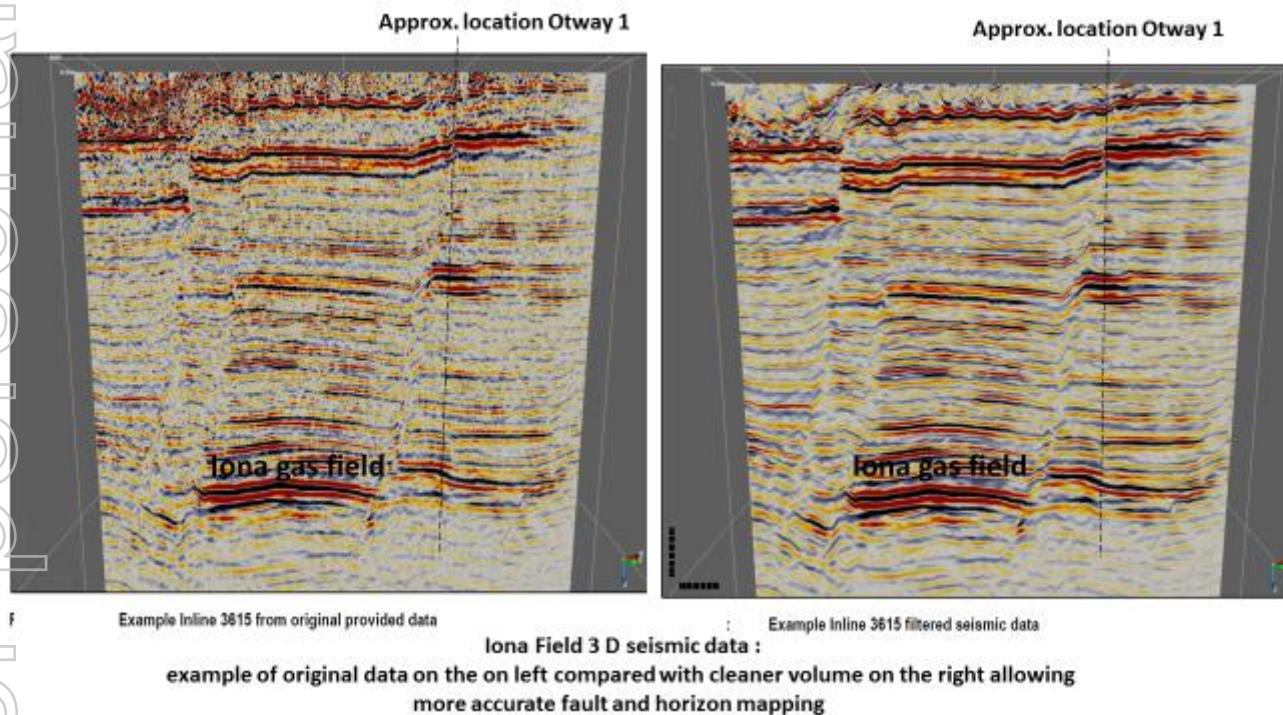 Approx. location Otway 1
Approx. location Otway 1
Iona gas field
Iona gas field
Example Inline 3615 from original provided data
: Example Inline 3615 filtered seismic data
Iona Field 3 D seismic data :
example of original data on the on left compared with cleaner volume on the right allowing
more accurate fault and horizon mapping